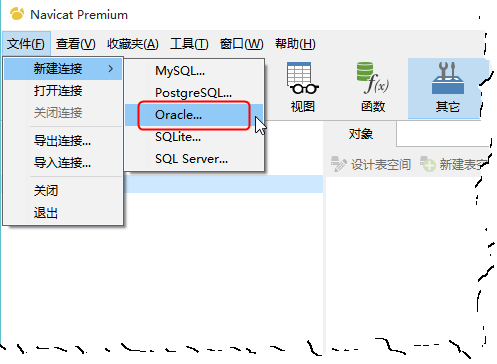 Navicat Premium
文件(F) 查看(V) 收藏夹(A) 工具(T) 窗口(W) 帮助(H)
新建连接
打开连接
关闭连接
导出连接...
导入连接...
关闭
退出
MySQL...
PostgreSQL...
Oracle...
SQLite...
SQL Server...
视图
f(x)
函数
其它
对象
设计表空间 新建表空